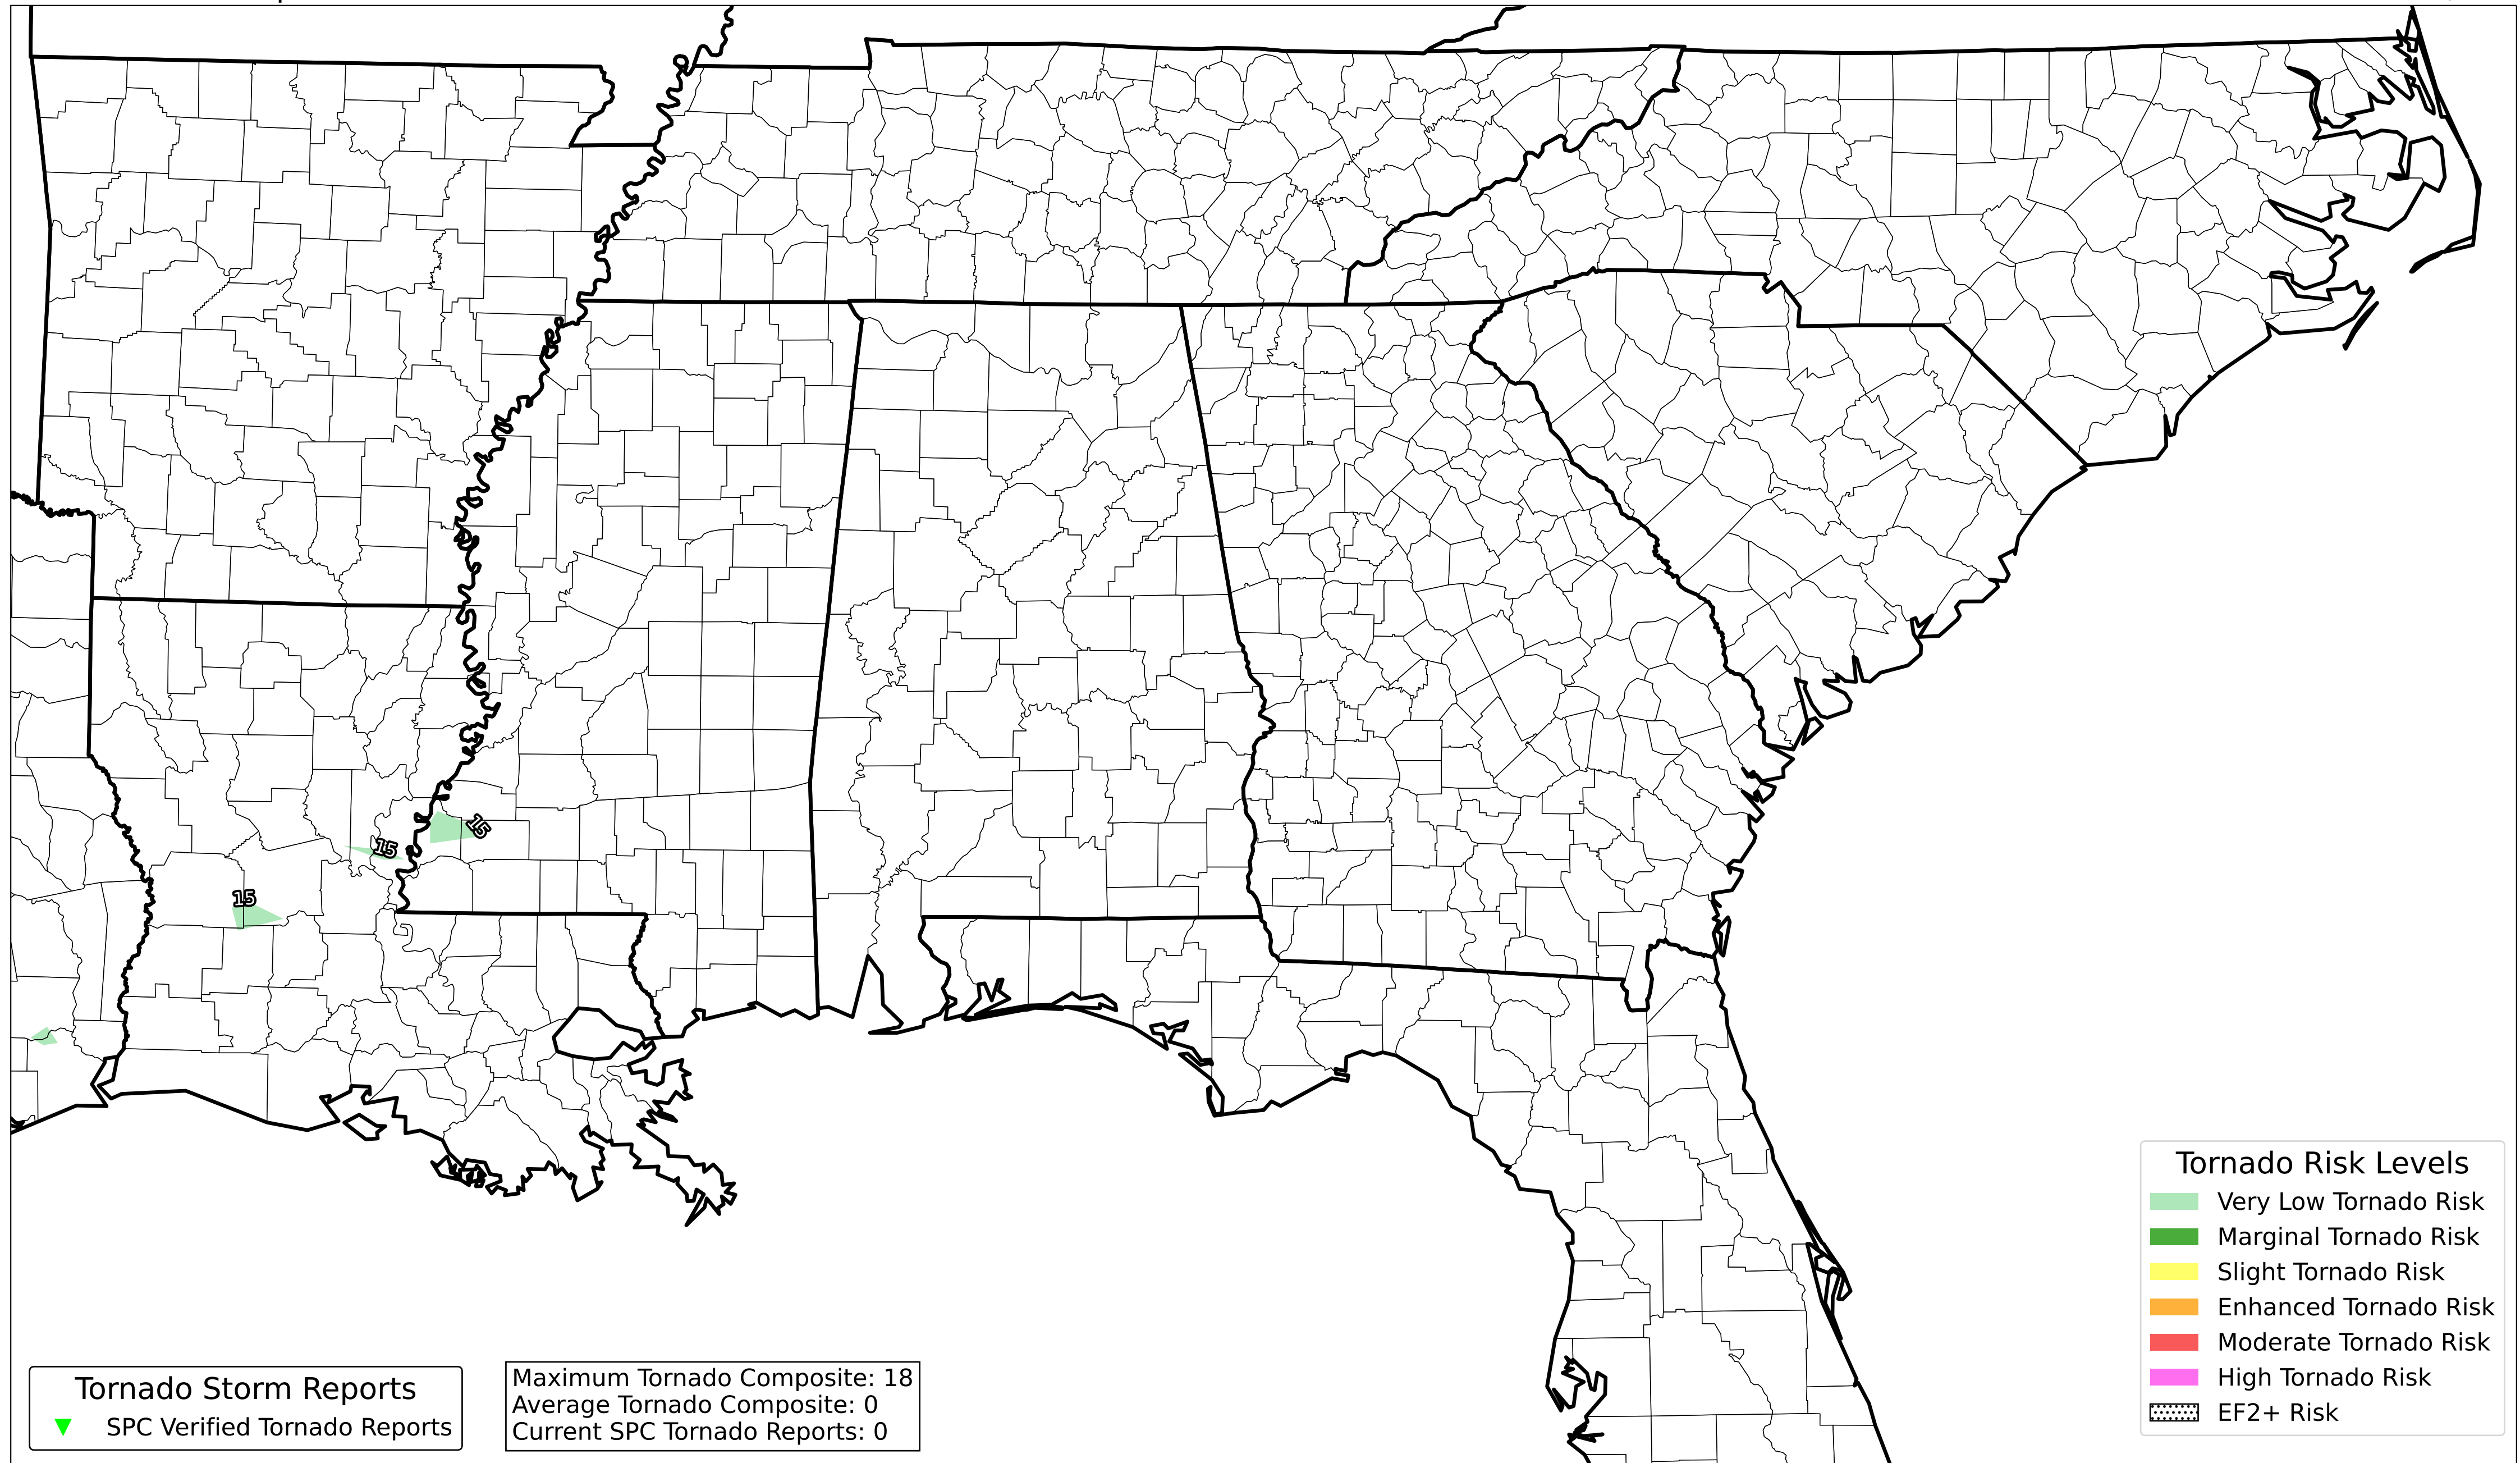 15
15
15
Tornado Risk Levels
Very Low Tornado Risk
Marginal Tornado Risk
Slight Tornado Risk
Enhanced Tornado Risk
Moderate Tornado Risk
High Tornado Risk
EF2+ Risk
Tornado Storm Reports
SPC Verified Tornado Reports
Maximum Tornado Composite: 18
Average Tornado Composite: 0
Current SPC Tornado Reports: 0